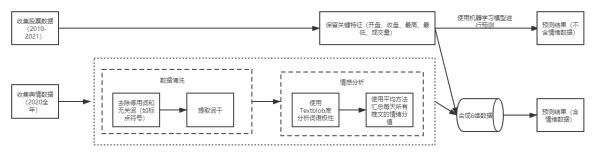 收集股票数据
（2010-
2021）
保留关键特征（开盘、收盘、最高、最
低、成交量）
使用机器学习模型进
行预测
预测结果（不
含情绪数据）
收集舆情数据
（2020全
年）
数据清洗
去除停用词和
无关词（如标
点符号）
提取词干
情感分析
使用
Textblob库
分析词语极性
使用平均方法
汇总每天所有
推文的情绪分
值
合成6维数据
预测结果（含
情绪数据）